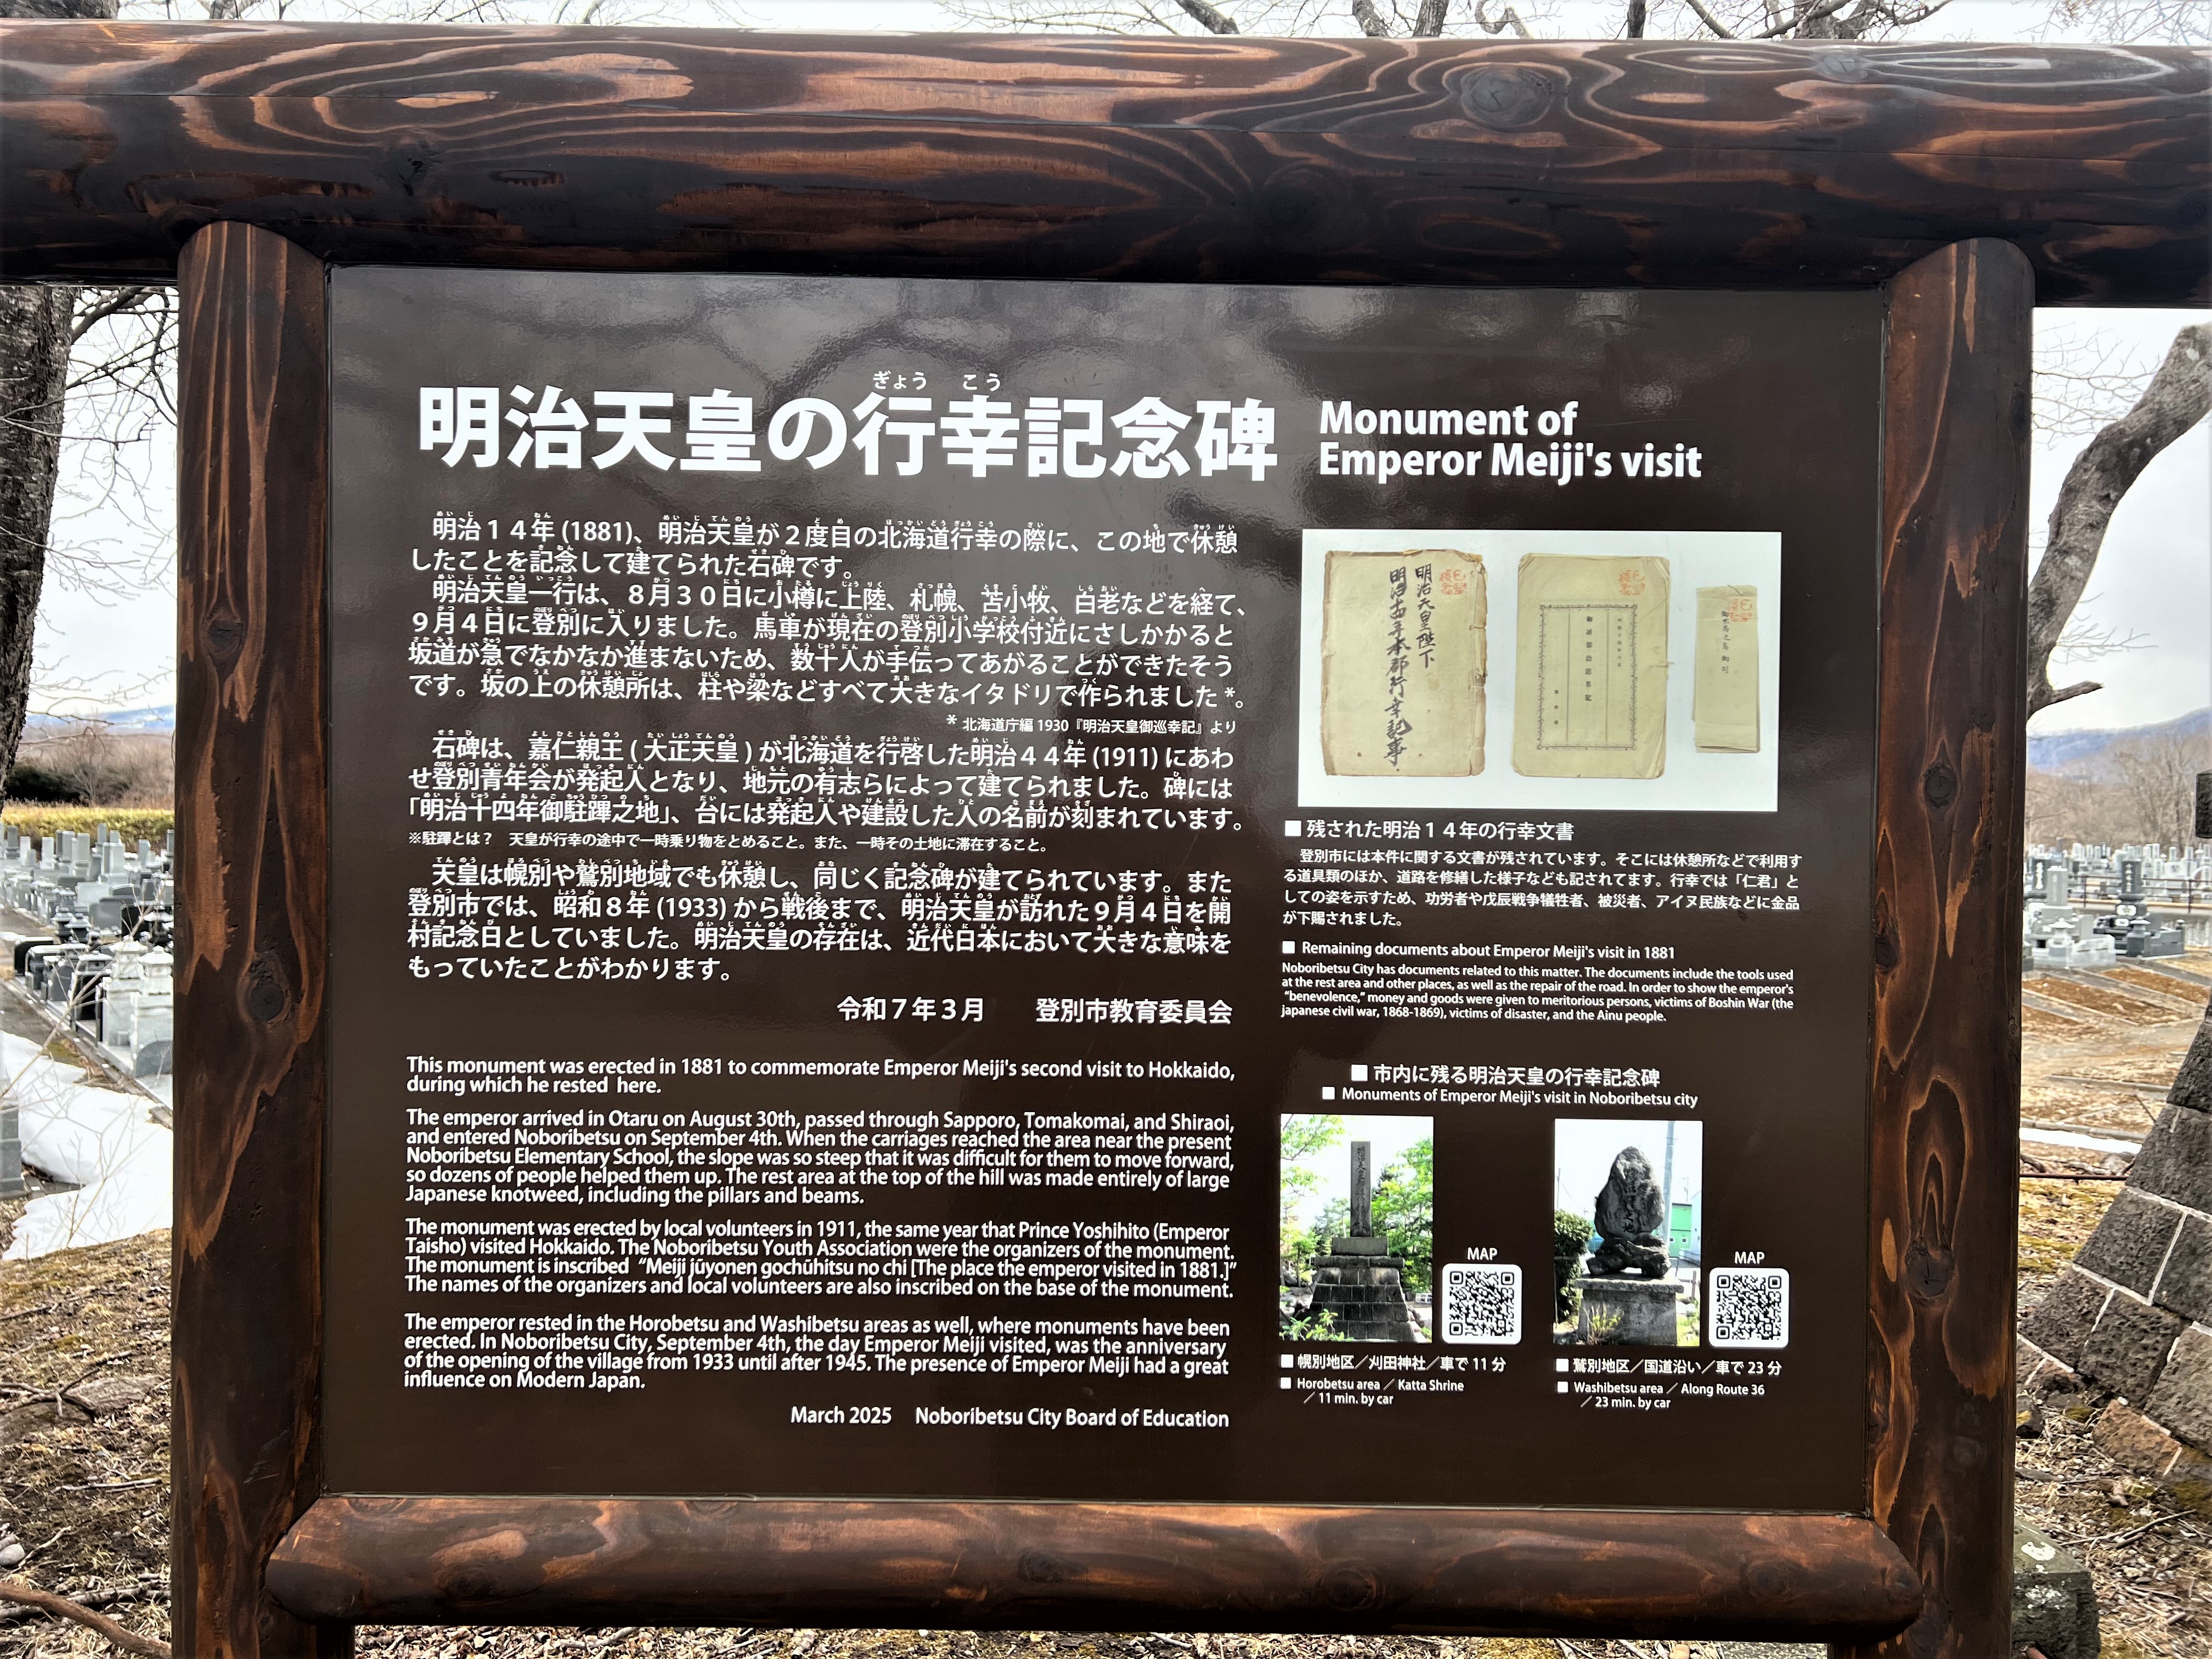 明治天皇の行幸記念碑
ぎょう こう
Monument of
Emperor Meiji's visit
明治１４年 (1881)、明治天皇が２度目の北海道行幸の際に、この地で休憩
したことを記念して建てられた石碑です。
明治天皇一行は、８月３０日に小樽に上陸、札幌、苫小牧、白老などを経て、
９月４日に登別に入りました。馬車が現在の登別小学校付近にさしかかると
坂道が急でなかなか進まないため、数十人が手伝ってあがることができたそう
です。坂の上の休憩所は、柱や梁などすべて大きなイタドリで作られました*。
* 北海道庁編 1930『明治天皇御巡幸記』より
石碑は、嘉仁親王 ( 大正天皇 ) が北海道を行啓した明治４４年 (1911) にあわ
せ登別青年会が発起人となり、地元の有志らによって建てられました。碑には
「明治十四年御駐蹕之地」、台には発起人や建設した人の名前が刻まれています。
※駐蹕とは？　天皇が行幸の途中で一時乗り物をとめること。また、一時その土地に滞在すること。
天皇は幌別や鷲別地域でも休憩し、同じく記念碑が建てられています。また
登別市では、昭和８年 (1933) から戦後まで、明治天皇が訪れた９月４日を開
村記念日としていました。明治天皇の存在は、近代日本において大きな意味を
もっていたことがわかります。
令和７年３月　　登別市教育委員会
This monument was erected in 1881 to commemorate Emperor Meiji's second visit to Hokkaido,
during which he rested here.
The emperor arrived in Otaru on August 30th, passed through Sapporo, Tomakomai, and Shiraoi,
and entered Noboribetsu on September 4th. When the carriages reached the area near the present
Noboribetsu Elementary School, the slope was so steep that it was difficult for them to move forward,
so dozens of people helped them up. The rest area at the top of the hill was made entirely of large
Japanese knotweed, including the pillars and beams.
The monument was erected by local volunteers in 1911, the same year that Prince Yoshihito (Emperor
Taisho) visited Hokkaido. The Noboribetsu Youth Association were the organizers of the monument.
The monument is inscribed “Meiji jūyonen gochūhitsu no chi [The place the emperor visited in 1881.]”
The names of the organizers and local volunteers are also inscribed on the base of the monument.
The emperor rested in the Horobetsu and Washibetsu areas as well, where monuments have been
erected. In Noboribetsu City, September 4th, the day Emperor Meiji visited, was the anniversary
of the opening of the village from 1933 until after 1945. The presence of Emperor Meiji had a great
influence on Modern Japan.
March 2025　Noboribetsu City Board of Education
明治天皇陛下
明治十四年本郡行幸記事
■ 残された明治１４年の行幸文書
登別市には本件に関する文書が残されています。そこには休憩所などで利用す
る道具類のほか、道路を修繕した様子なども記されてます。行幸では「仁君」と
しての姿を示すため、功労者や戊辰戦争犠牲者、被災者、アイヌ民族などに金品
が下賜されました。
■ Remaining documents about Emperor Meiji's visit in 1881
Noboribetsu City has documents related to this matter. The documents include the tools used
at the rest area and other places, as well as the repair of the road. In order to show the emperor's
“benevolence,” money and goods were given to meritorious persons, victims of Boshin War (the
japanese civil war, 1868-1869), victims of disaster, and the Ainu people.
■ 市内に残る明治天皇の行幸記念碑
■ Monuments of Emperor Meiji's visit in Noboribetsu city
MAP
MAP
■ 幌別地区／刈田神社／車で 11 分
■ Horobetsu area ／ Katta Shrine
／ 11 min. by car
■ 鷲別地区／国道沿い／車で 23 分
■ Washibetsu area ／ Along Route 36
／ 23 min. by car